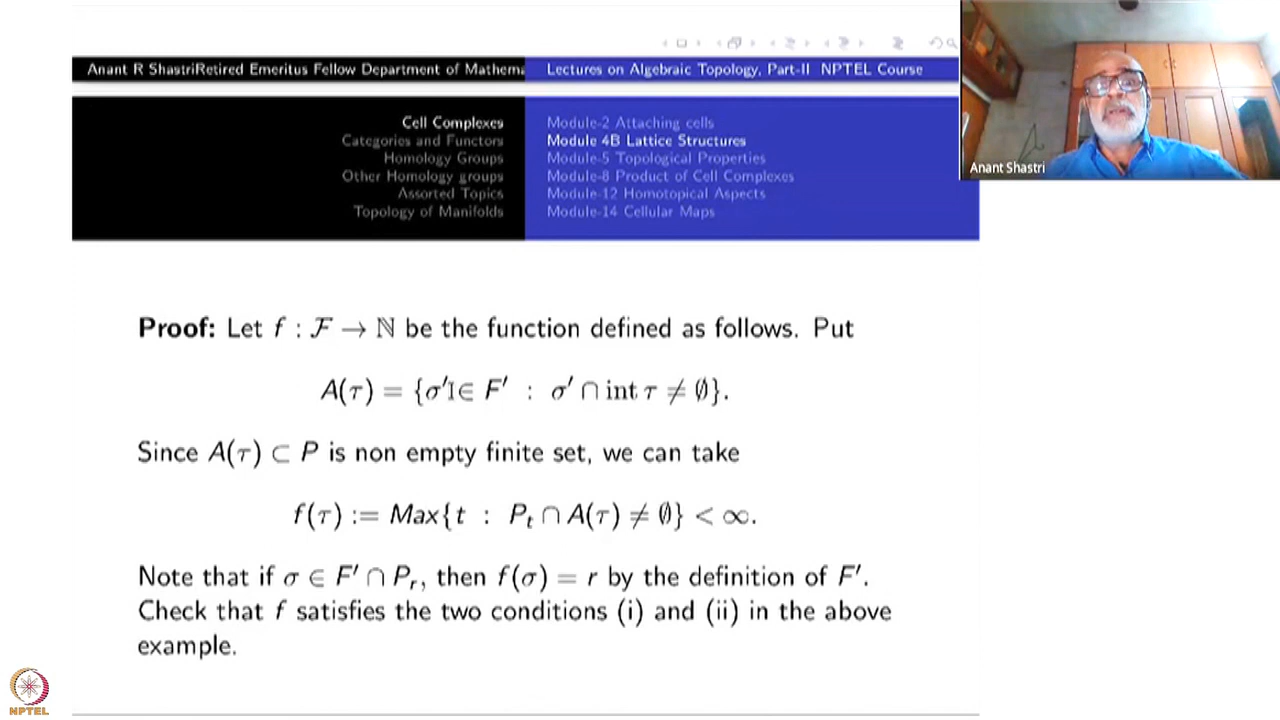 Anant R ShastriRetired Emeritus Fellow Department of Mathema
Lectures on Algebraic Topology, Part-II NPTEL Course
Cell Complexes
Categories and Functors
Homology Groups
Other Homology groups
Assorted Topics
Topology of Manifolds
Module-2 Attaching cells
Module 4B Lattice Structures
Module-5 Topological Properties
Module-8 Product of Cell Complexes
Module-12 Homotopical Aspects
Module-14 Cellular Maps
Anant Shastri
Proof: Let f : ℱ → ℕ be the function defined as follows. Put
A(τ) = {σ′ ∈ F′ : σ′ ∩ int τ ≠ ∅}.
Since A(τ) ⊂ P is non empty finite set, we can take
f(τ) := Max{t : Pₜ ∩ A(τ) ≠ ∅} < ∞.
Note that if σ ∈ F′ ∩ Pᵣ, then f(σ) = r by the definition of F′.
Check that f satisfies the two conditions (i) and (ii) in the above
example.
NPTEL